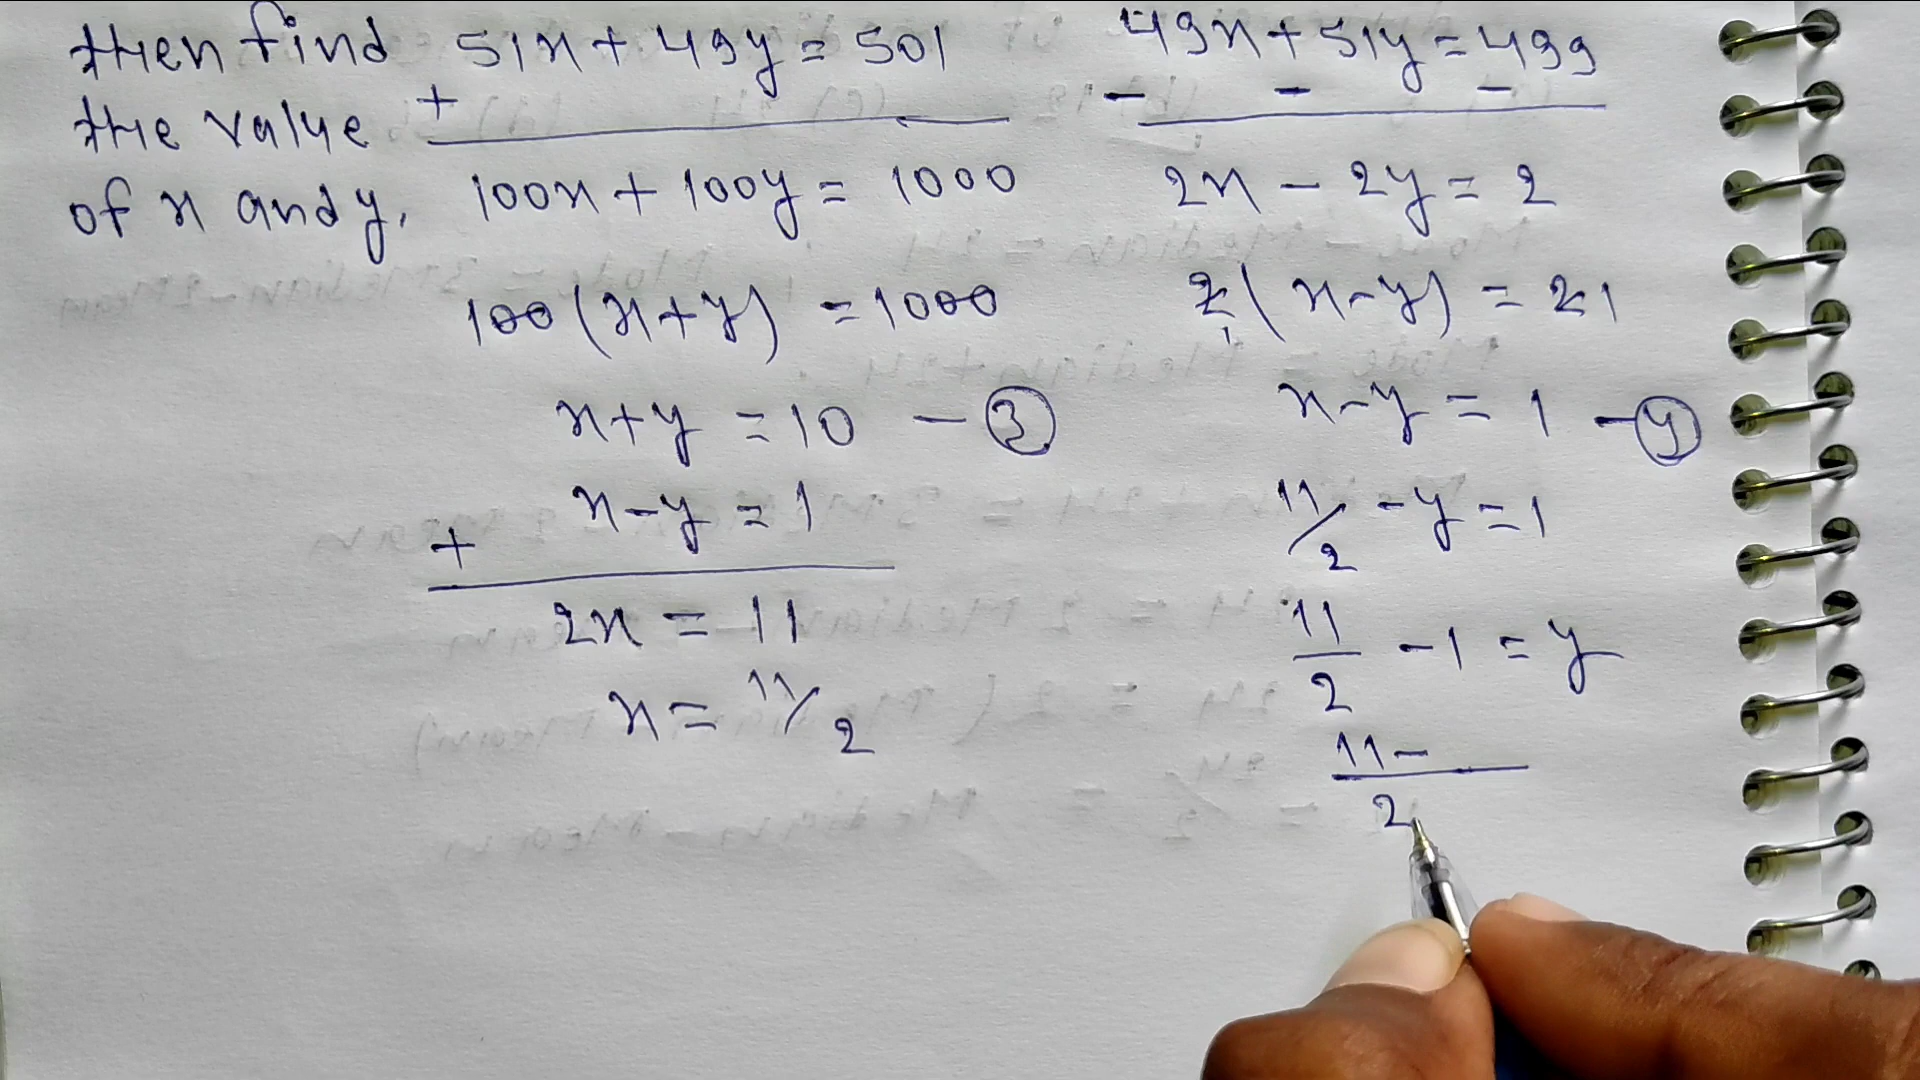 then find 51x + 49y = 501 49x + 51y = 499
the value + - - -
of x and y. 100x + 100y = 1000 2x - 2y = 2
100(x+y) = 1000 2(x-y) = 21
x+y = 10 - ③ x-y = 1 - ④
x-y = 1 11/2 - y = 1
+
2x = 11 11/2 - 1 = y
x = 11/2 11-
2